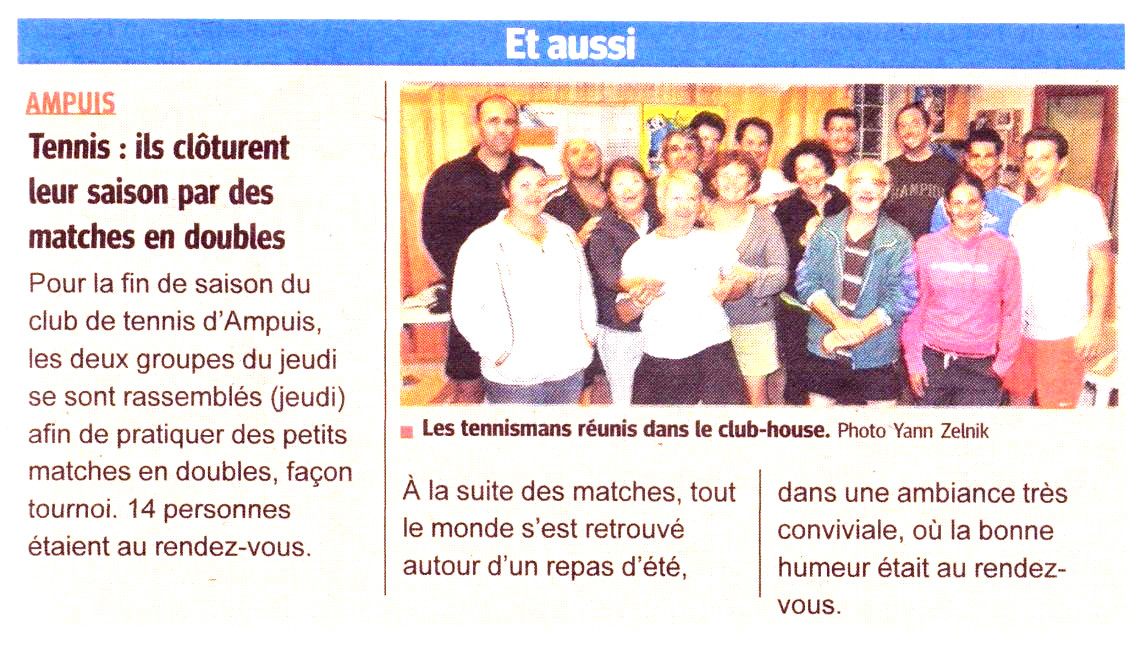 Et aussi
AMPUIS
Tennis : ils clôturent
leur saison par des
matches en doubles
Pour la fin de saison du
club de tennis d'Ampuis,
les deux groupes du jeudi
se sont rassemblés (jeudi)
afin de pratiquer des petits
matches en doubles, façon
tournoi. 14 personnes
étaient au rendez-vous.
Les tennismans réunis dans le club-house. Photo Yann Zelnik
À la suite des matches, tout
le monde s'est retrouvé
autour d'un repas d'été,
dans une ambiance très
conviviale, où la bonne
humeur était au rendez-
vous.